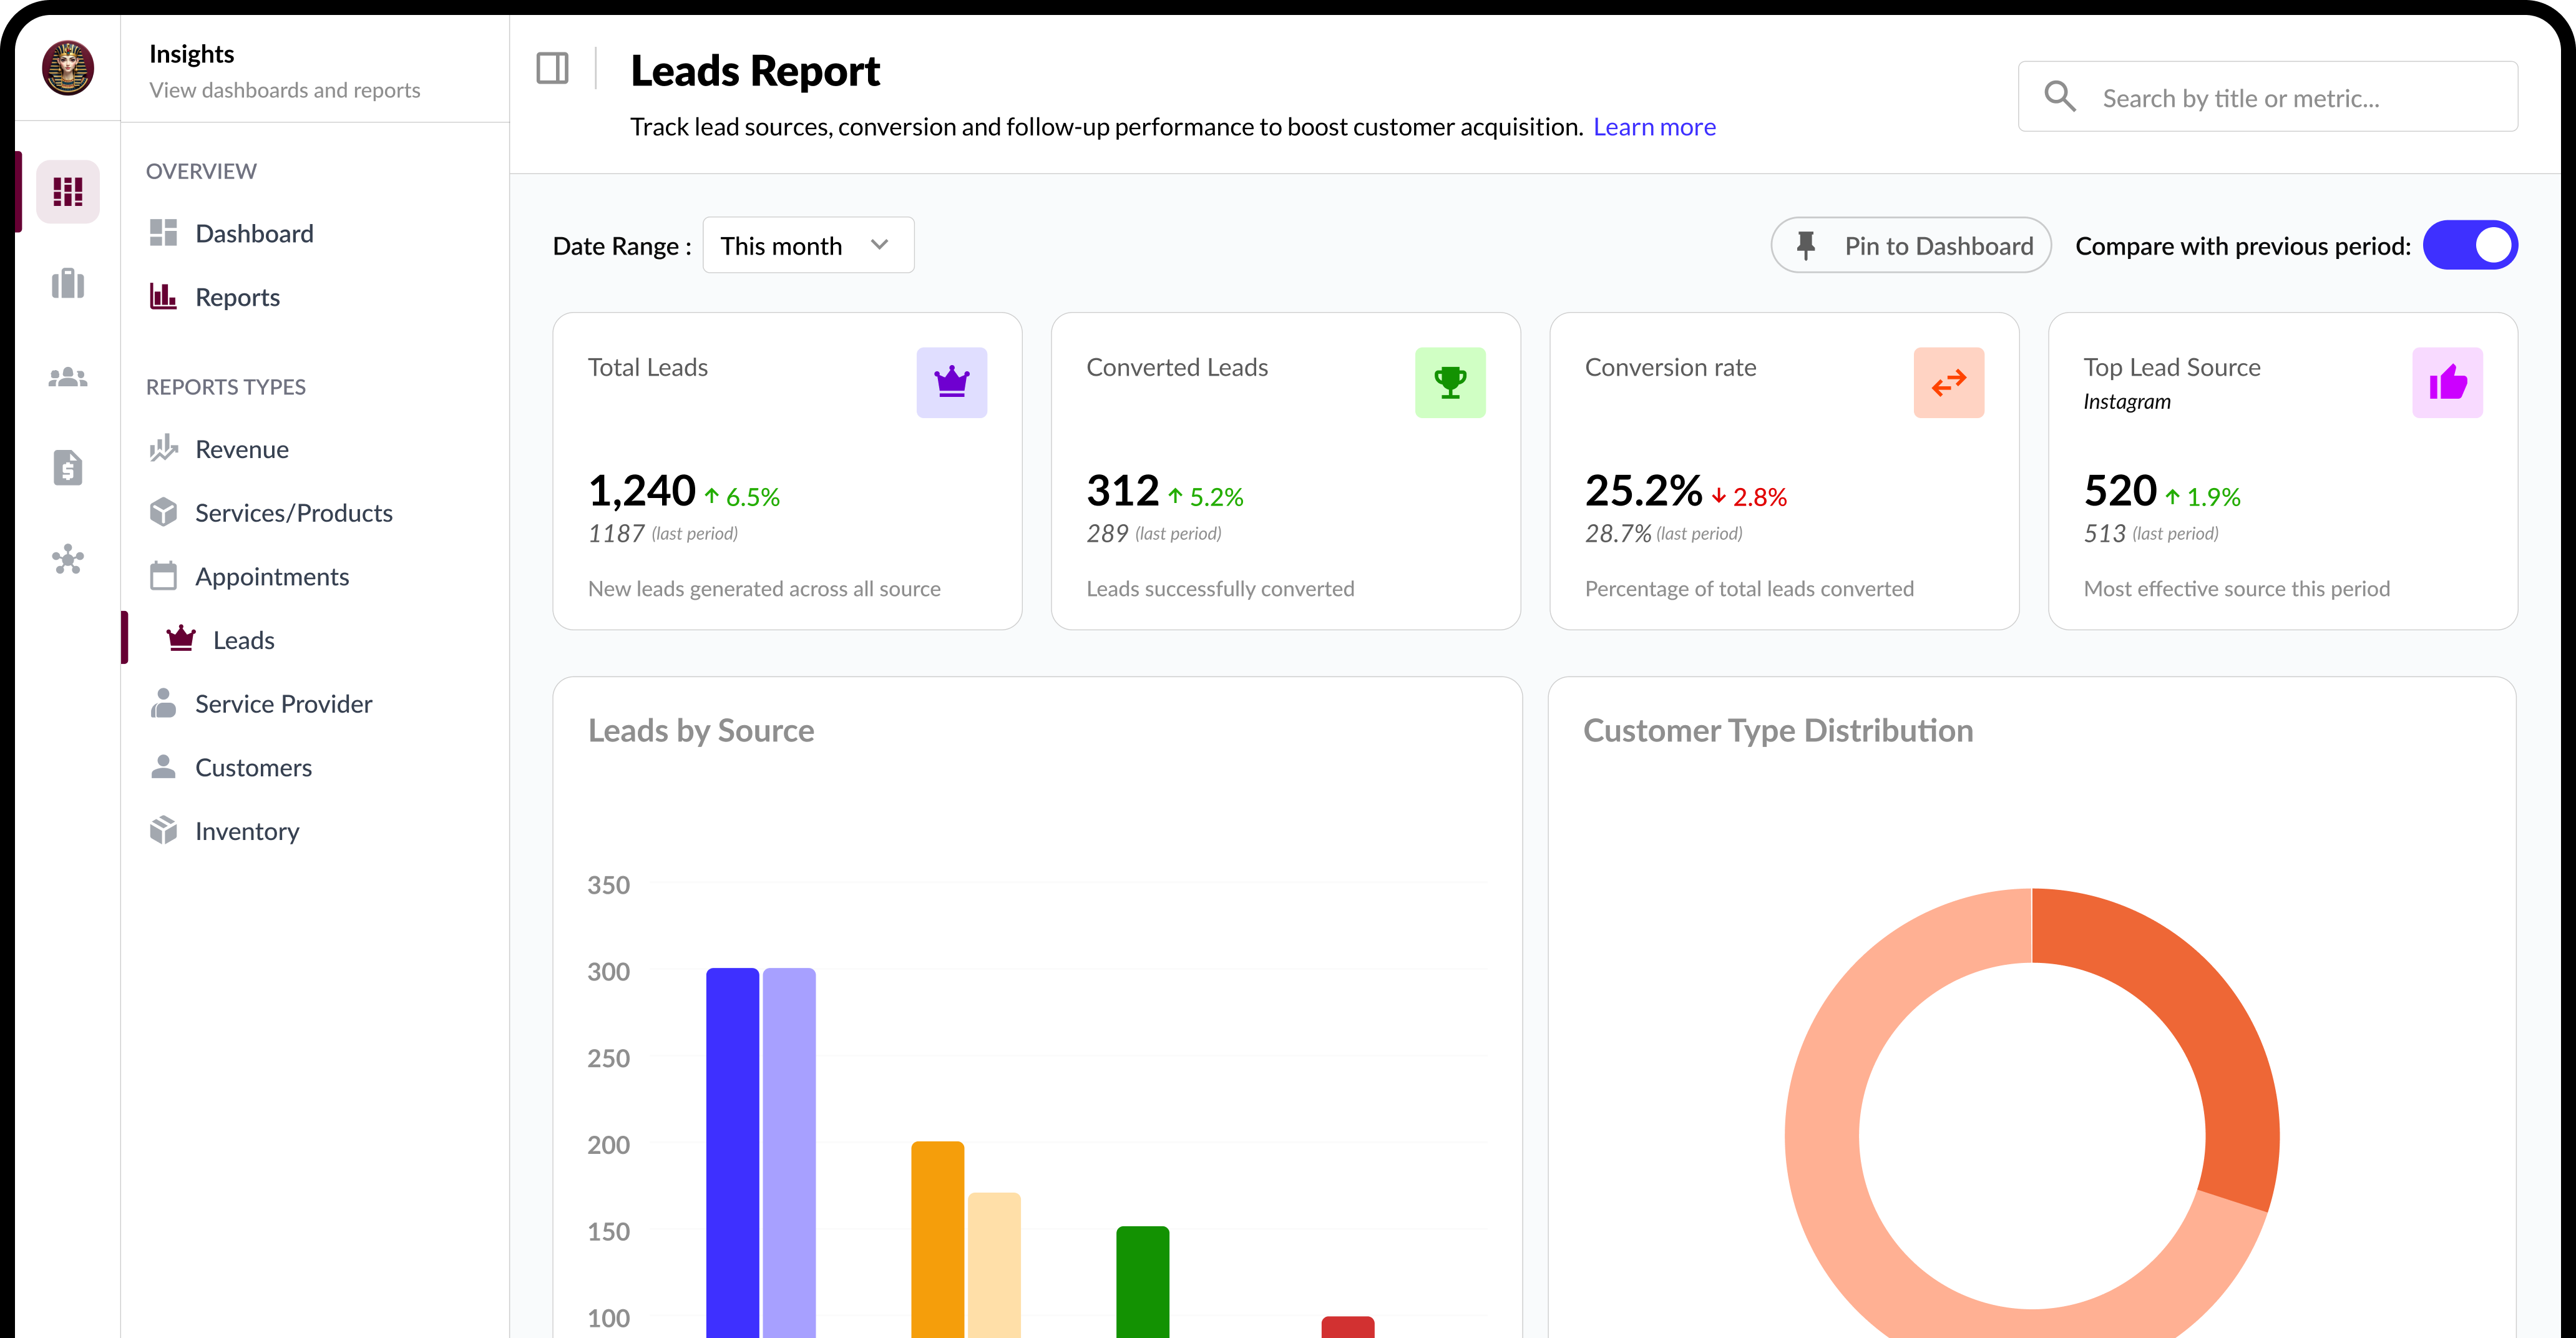 Insights
View dashboards and reports
OVERVIEW
Dashboard
Reports
REPORTS TYPES
Revenue
Services/Products
Appointments
Leads
Service Provider
Customers
Inventory
Leads Report
Track lead sources, conversion and follow-up performance to boost customer acquisition. Learn more
Search by title or metric...
Date Range :
This month
Pin to Dashboard
Compare with previous period:
Total Leads
1,240 6.5%
1187 (last period)
New leads generated across all source
Converted Leads
312 5.2%
289 (last period)
Leads successfully converted
Conversion rate
25.2% 2.8%
28.7% (last period)
Percentage of total leads converted
Top Lead Source
Instagram
520 1.9%
513 (last period)
Most effective source this period
Leads by Source
350
300
250
200
150
100
Customer Type Distribution